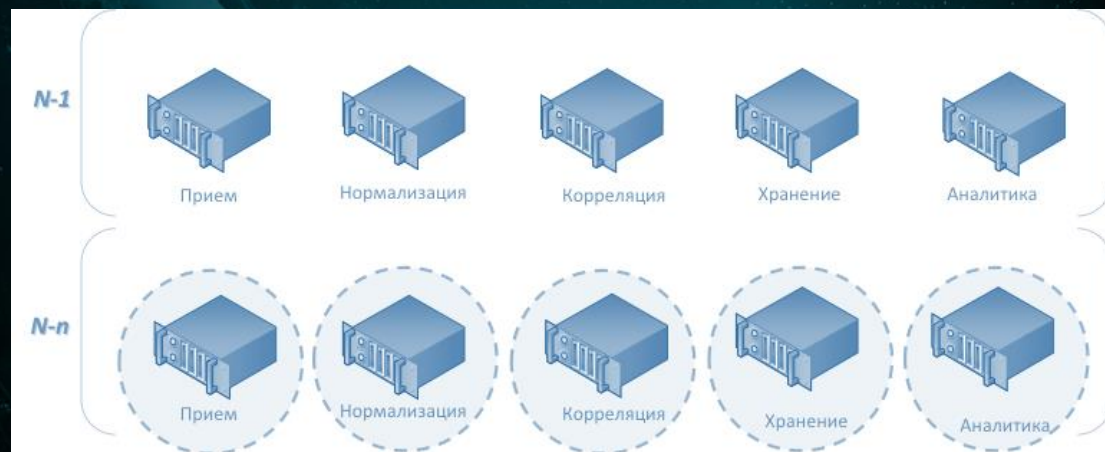 N-1
Прием
Нормализация
Корреляция
Хранение
Аналитика
N-n
Прием
Нормализация
Корреляция
Хранение
Аналитика